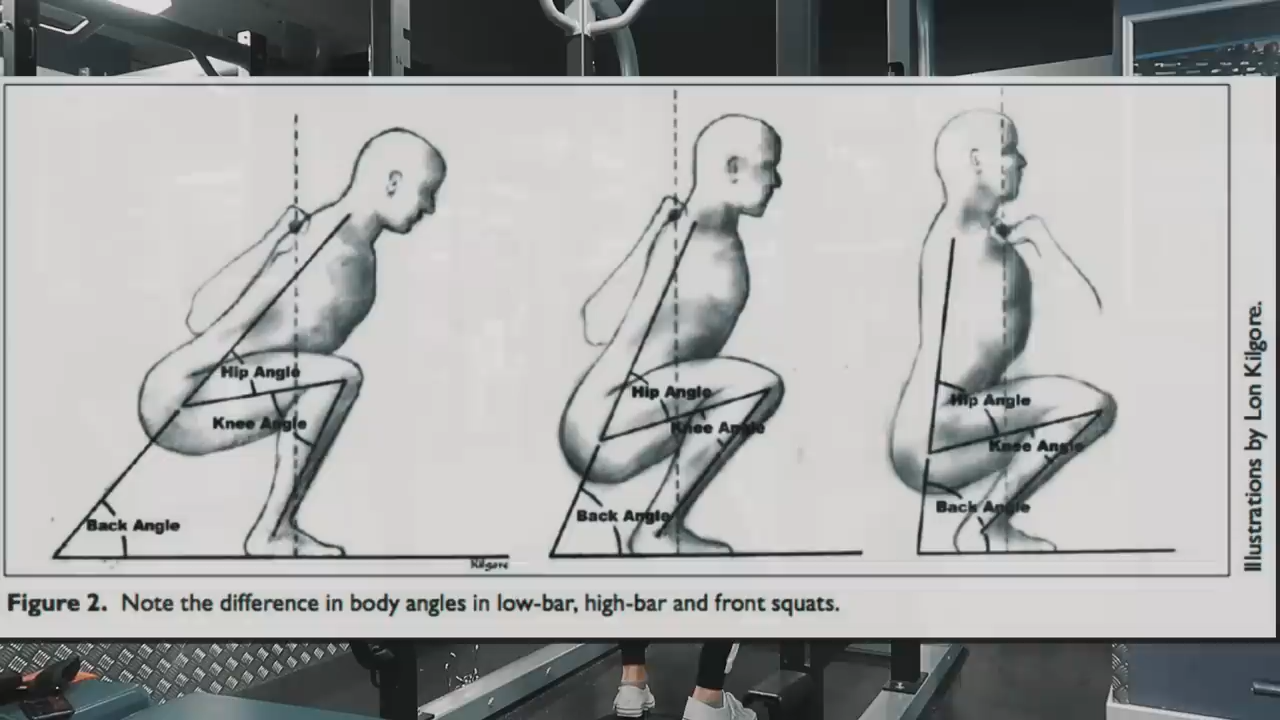 Hip Angle
Knee Angle
Back Angle
Kilgore
Hip Angle
Knee Angle
Back Angle
Hip Angle
Knee Angle
Back Angle
Illustrations by Lon Kilgore.
Figure 2. Note the difference in body angles in low-bar, high-bar and front squats.